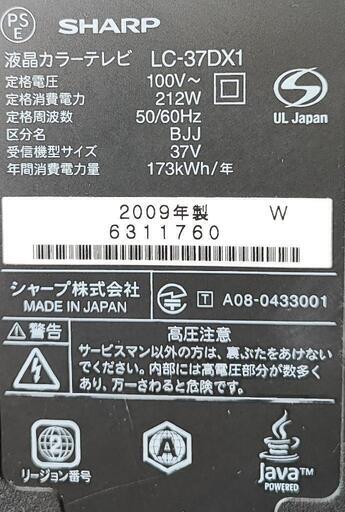 PS
E
SHARP
液晶カラーテレビ LC-37DX1
定格電圧 100V～
定格消費電力 212W
定格周波数 50/60Hz
区分名 BJJ
受信機型サイズ 37V
年間消費電力量 173kWh/年
UL Japan
2009年製 W
6311760
シャープ株式会社
MADE IN JAPAN
T A08-0433001
警告 高圧注意
サービスマン以外の方は、裏ぶたをあけない
でください。内部には高電圧部分が数多く
あり、万一さわると危険です。
2
リージョン番号
A
Java™
POWERED